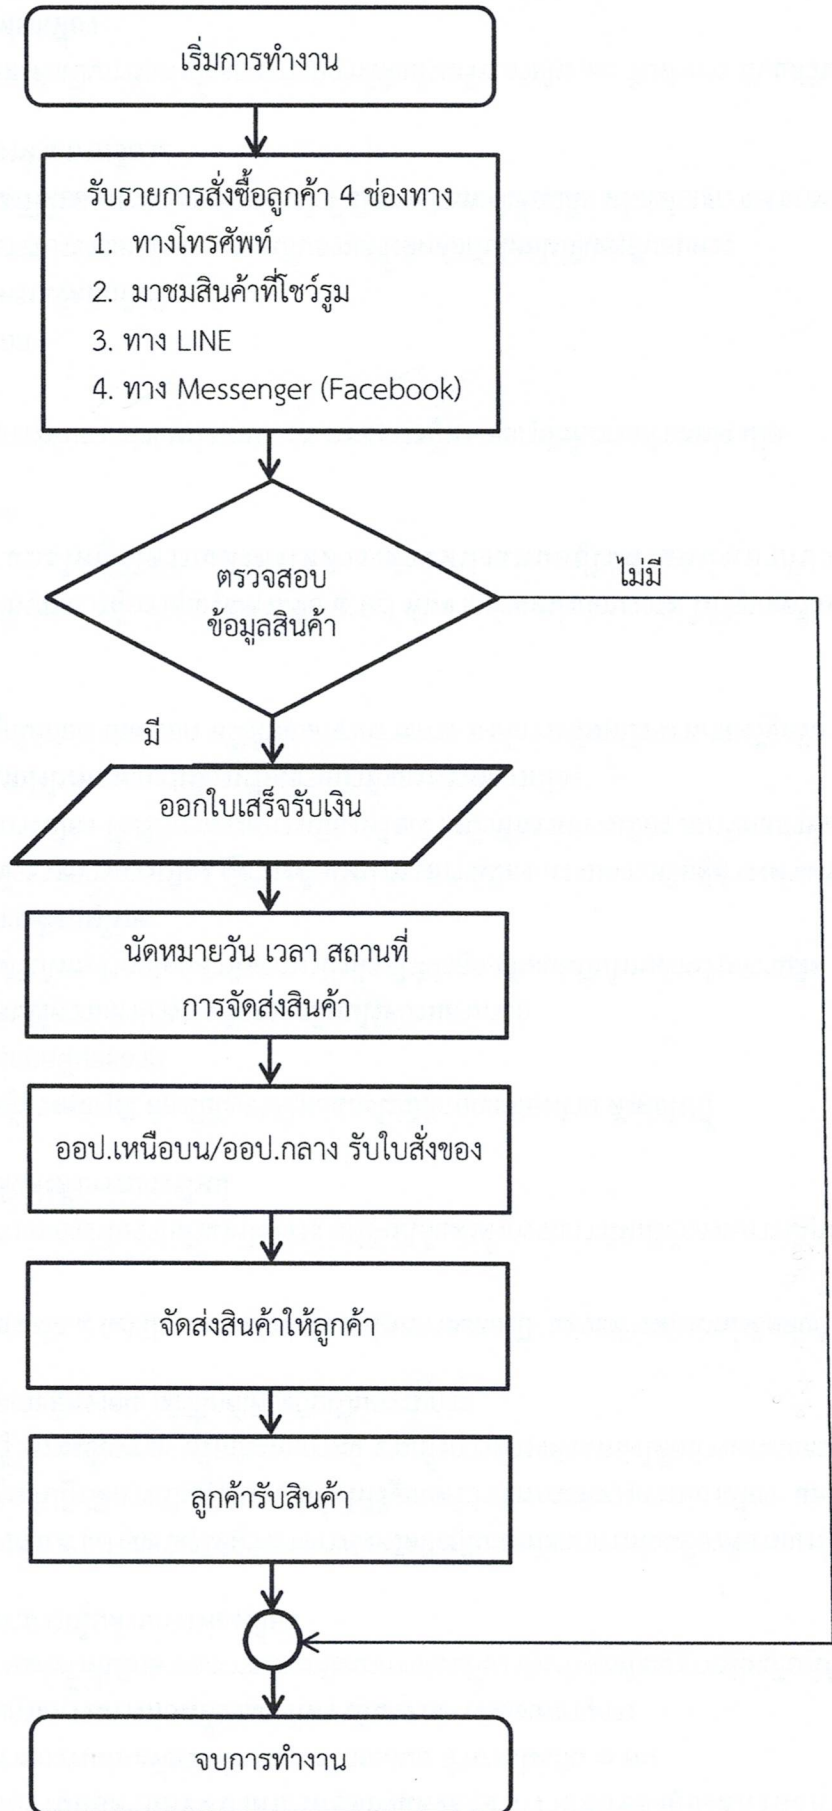 เริ่มการทำงาน
รับรายการสั่งซื้อลูกค้า 4 ช่องทาง
1. ทางโทรศัพท์
2. มาชมสินค้าที่โชว์รูม
3. ทาง LINE
4. ทาง Messenger (Facebook)
ตรวจสอบ
ข้อมูลสินค้า
ไม่มี
มี
ออกใบเสร็จรับเงิน
นัดหมายวัน เวลา สถานที่
การจัดส่งสินค้า
ออป.เหนือบน/ออป.กลาง รับใบสั่งของ
จัดส่งสินค้าให้ลูกค้า
ลูกค้ารับสินค้า
จบการทำงาน